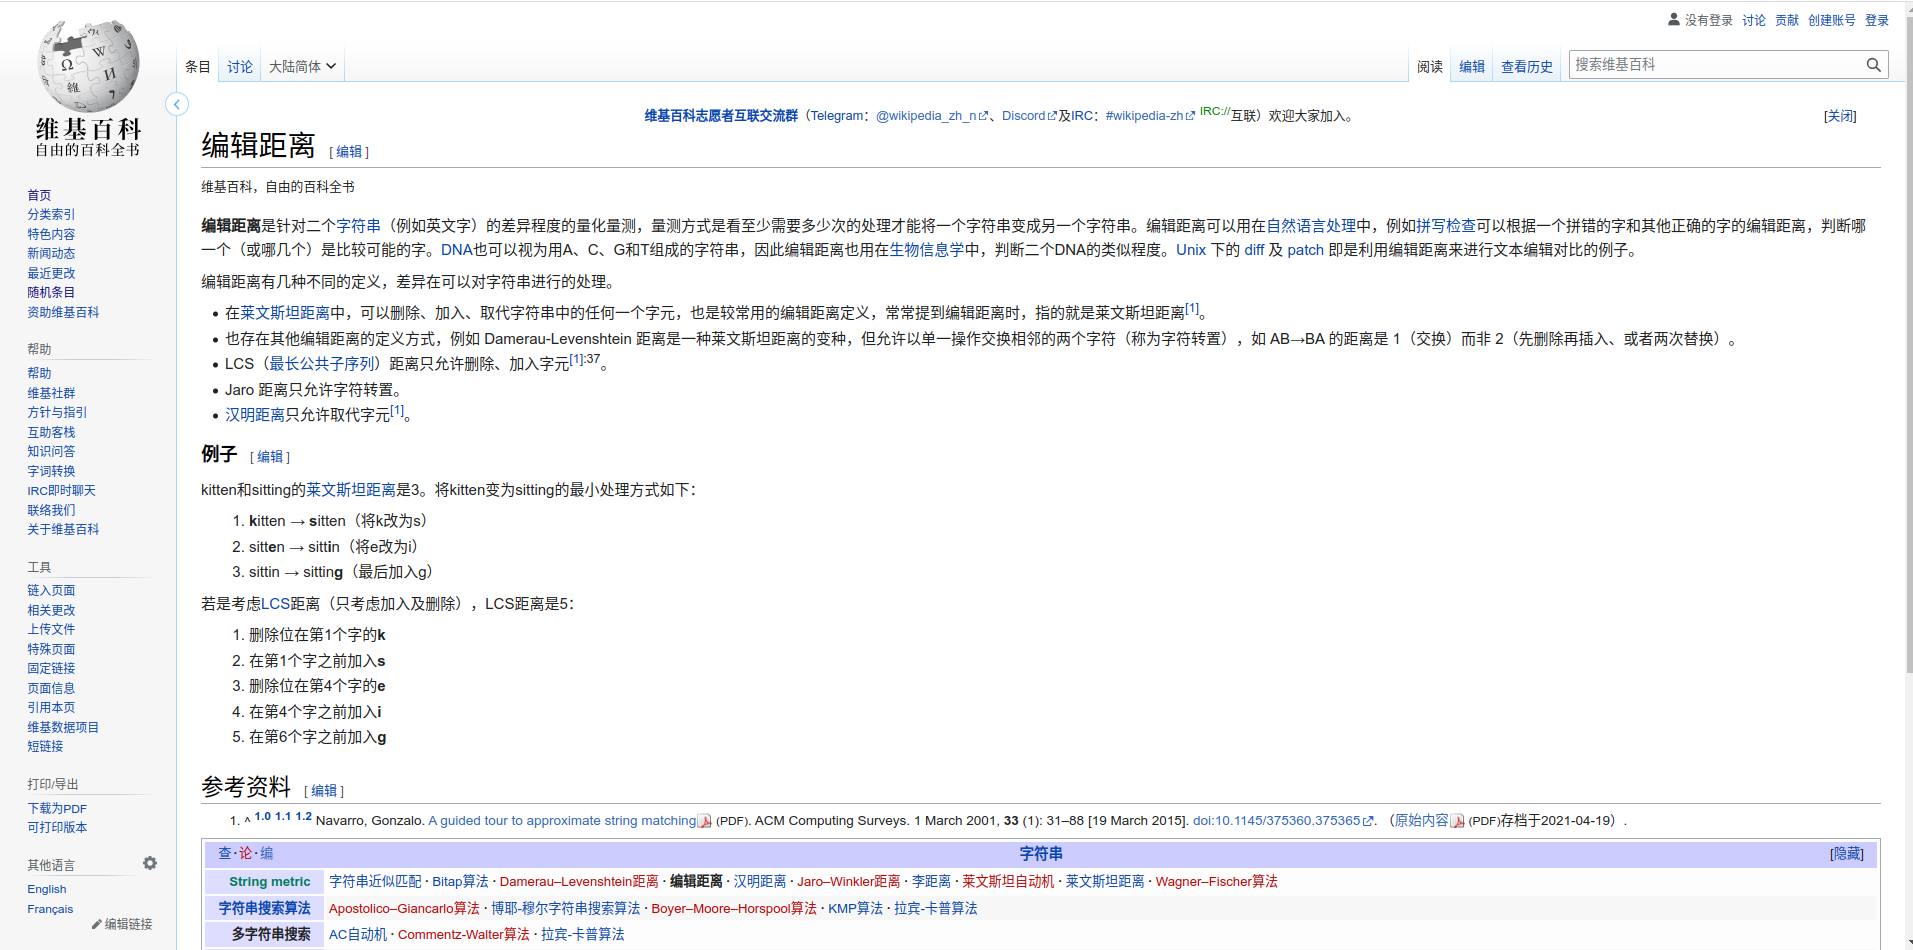 没有登录 讨论 贡献 创建账号 登录
条目 讨论 大陆简体 阅读 编辑 查看历史 搜索维基百科
维基百科
自由的百科全书
首页
分类索引
特色内容
新闻动态
最近更改
随机条目
资助维基百科
帮助
帮助
维基社群
方针与指引
互助客栈
知识问答
字词转换
IRC即时聊天
联络我们
关于维基百科
工具
链入页面
相关更改
上传文件
特殊页面
固定链接
页面信息
引用本页
维基数据项目
短链接
打印/导出
下载为PDF
可打印版本
其他语言
English
Français
编辑链接
维基百科志愿者互联交流群（Telegram：@wikipedia_zh_n、Discord及IRC：#wikipedia-zh IRC://互联）欢迎大家加入。 [关闭]
编辑距离 [ 编辑 ]
维基百科，自由的百科全书
编辑距离是针对二个字符串（例如英文字）的差异程度的量化量测，量测方式是看至少需要多少次的处理才能将一个字符串变成另一个字符串。编辑距离可以用在自然语言处理中，例如拼写检查可以根据一个拼错的字和其他正确的字的编辑距离，判断哪
一个（或哪几个）是比较可能的字。DNA也可以视为用A、C、G和T组成的字符串，因此编辑距离也用在生物信息学中，判断二个DNA的类似程度。Unix 下的 diff 及 patch 即是利用编辑距离来进行文本编辑对比的例子。
编辑距离有几种不同的定义，差异在可以对字符串进行的处理。
• 在莱文斯坦距离中，可以删除、加入、取代字符串中的任何一个字元，也是较常用的编辑距离定义，常常提到编辑距离时，指的就是莱文斯坦距离[1]。
• 也存在其他编辑距离的定义方式，例如 Damerau-Levenshtein 距离是一种莱文斯坦距离的变种，但允许以单一操作交换相邻的两个字符（称为字符转置），如 AB→BA 的距离是 1（交换）而非 2（先删除再插入、或者两次替换）。
• LCS（最长公共子序列）距离只允许删除、加入字元[1]:37。
• Jaro 距离只允许字符转置。
• 汉明距离只允许取代字元[1]。
例子 [ 编辑 ]
kitten和sitting的莱文斯坦距离是3。将kitten变为sitting的最小处理方式如下：
1. kitten → sitten（将k改为s）
2. sitten → sittin（将e改为i）
3. sittin → sitting（最后加入g）
若是考虑LCS距离（只考虑加入及删除），LCS距离是5：
1. 删除位在第1个字的k
2. 在第1个字之前加入s
3. 删除位在第4个字的e
4. 在第4个字之前加入i
5. 在第6个字之前加入g
参考资料 [ 编辑 ]
1. ^ 1.0 1.1 1.2 Navarro, Gonzalo. A guided tour to approximate string matching (PDF). ACM Computing Surveys. 1 March 2001, 33 (1): 31–88 [19 March 2015]. doi:10.1145/375360.375365. （原始内容 (PDF)存档于2021-04-19）.
查·论·编 字符串 [隐藏]
String metric 字符串近似匹配 · Bitap算法 · Damerau–Levenshtein距离 · 编辑距离 · 汉明距离 · Jaro–Winkler距离 · 李距离 · 莱文斯坦自动机 · 莱文斯坦距离 · Wagner–Fischer算法
字符串搜索算法 Apostolico–Giancarlo算法 · 博耶-穆尔字符串搜索算法 · Boyer–Moore–Horspool算法 · KMP算法 · 拉宾-卡普算法
多字符串搜索 AC自动机 · Commentz-Walter算法 · 拉宾-卡普算法